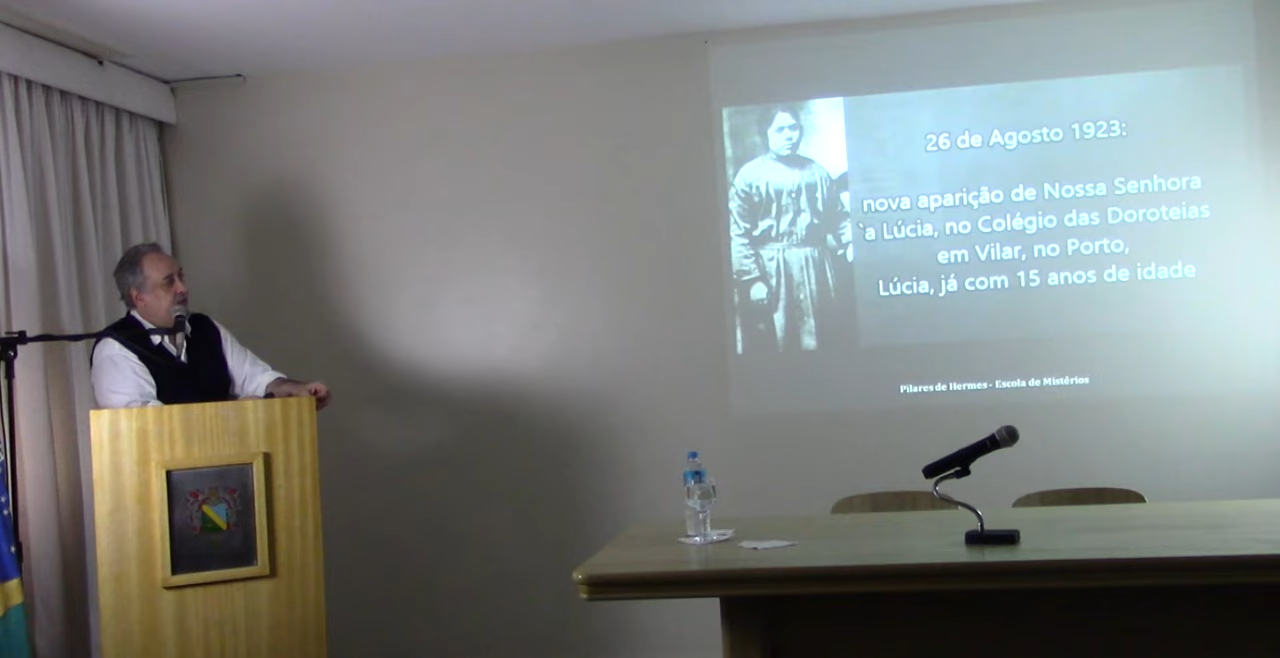 26 de Agosto 1923:
nova aparição de Nossa Senhora
`a Lúcia, no Colégio das Doroteias
em Vilar, no Porto,
Lúcia, já com 15 anos de idade
Pilares de Hermes - Escola de Mistérios